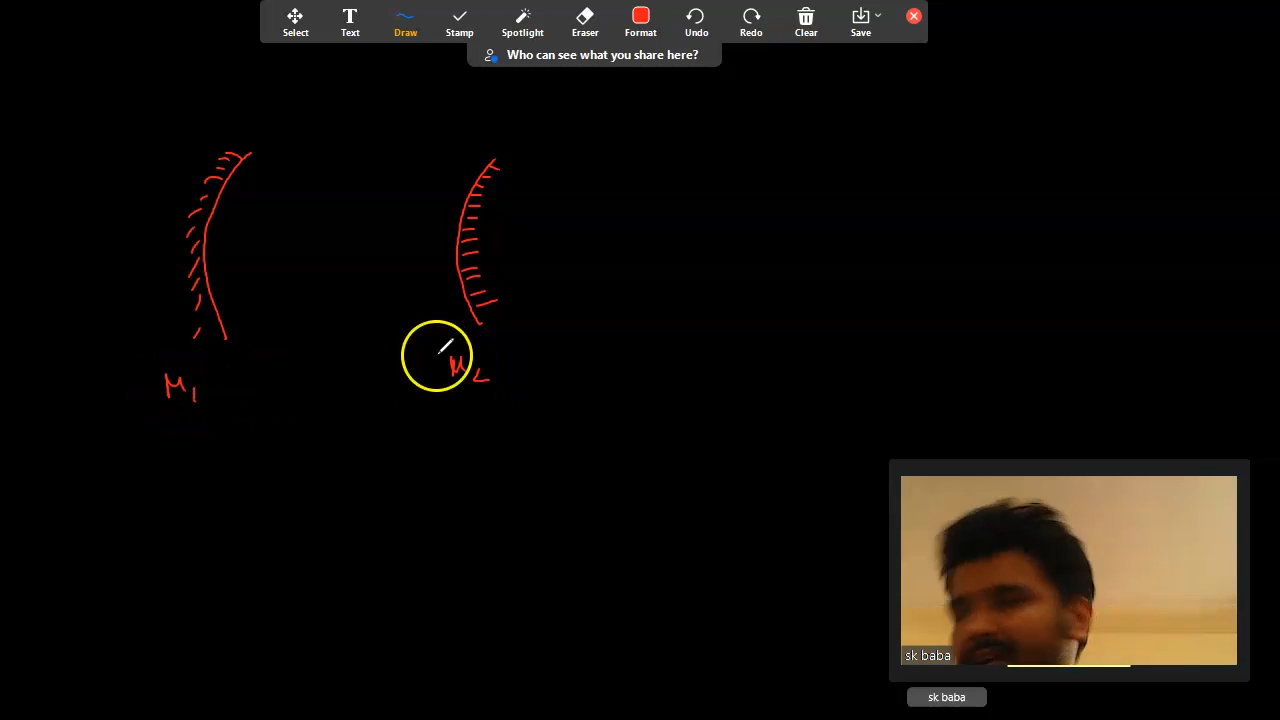 Select Text Draw Stamp Spotlight Eraser Format Undo Redo Clear Save
Who can see what you share here?
M1 M2
sk baba
sk baba